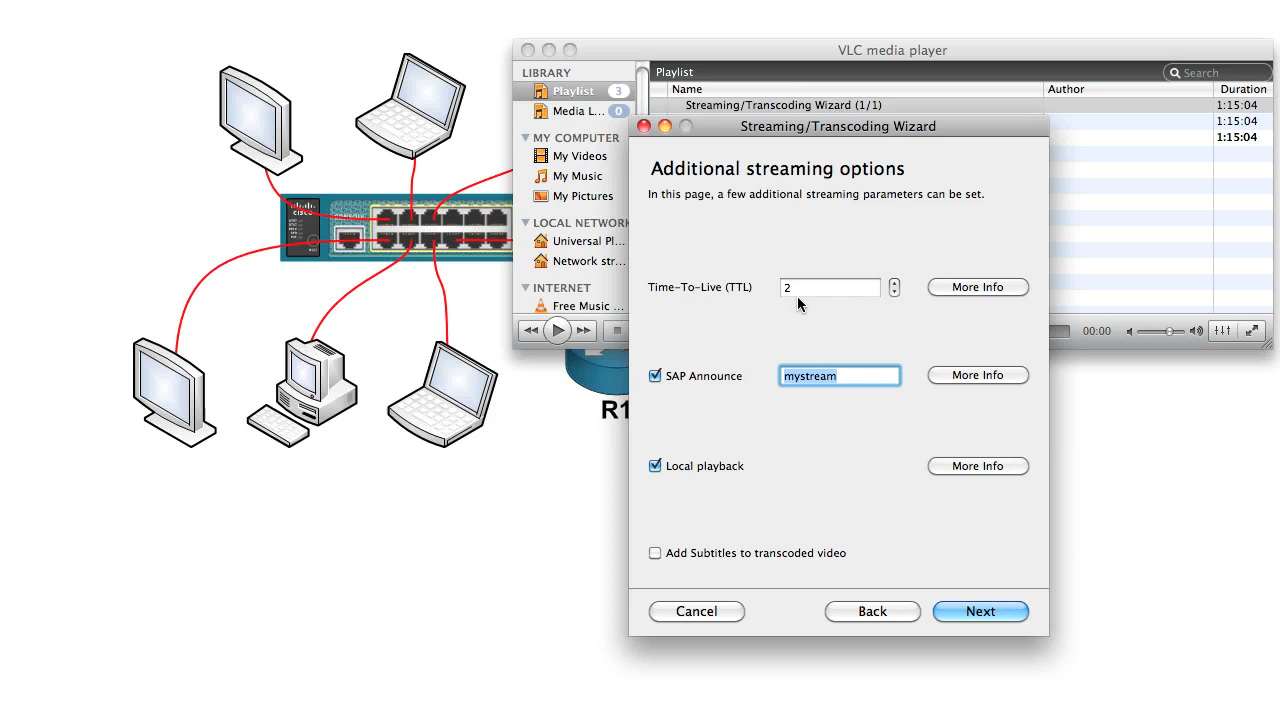 VLC media player
LIBRARY
Playlist 3
Media L... 0
MY COMPUTER
My Videos
My Music
My Pictures
LOCAL NETWORK
Universal Pl...
Network str...
INTERNET
Free Music ...
Playlist
Search
Name Author Duration
Streaming/Transcoding Wizard (1/1) 1:15:04
1:15:04
1:15:04
00:00
Streaming/Transcoding Wizard
Additional streaming options
In this page, a few additional streaming parameters can be set.
Time-To-Live (TTL) 2 More Info
SAP Announce mystream More Info
Local playback More Info
Add Subtitles to transcoded video
Cancel Back Next
cisco
CONSOLE
R1